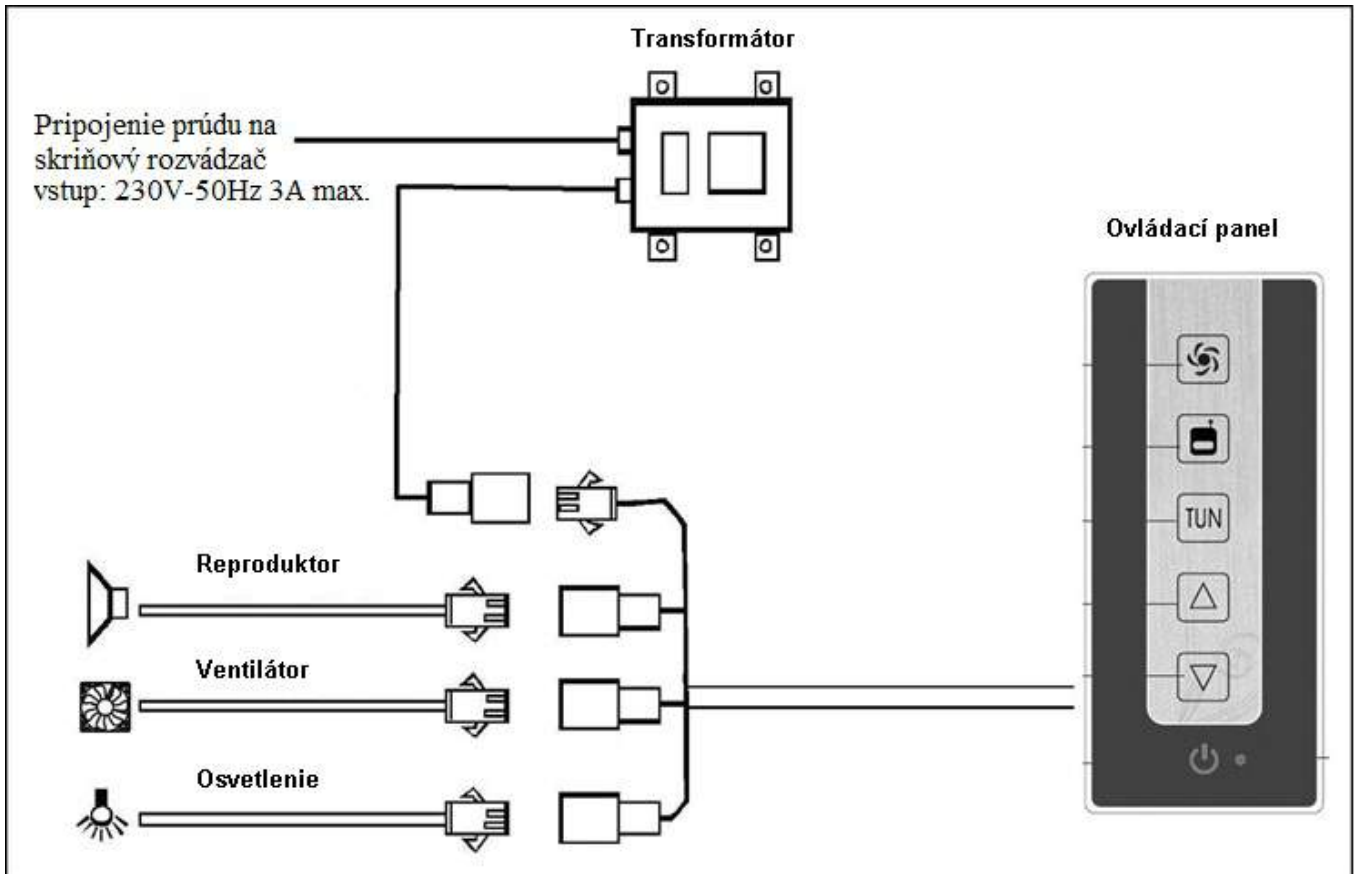 Transformátor
Pripojenie prúdu na
skriňový rozvádzač
vstup: 230V-50Hz 3A max.
Ovládací panel
TUN
Reproduktor
Ventilátor
Osvetlenie